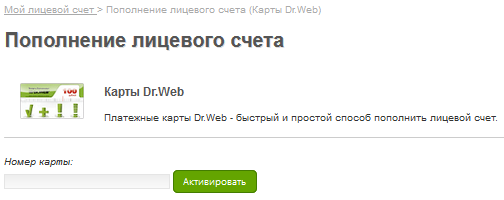 Мой лицевой счет > Пополнение лицевого счета (Карты Dr.Web)
Пополнение лицевого счета
100
Карты Dr.Web
Платежные карты Dr.Web - быстрый и простой способ пополнить лицевой счет.
Номер карты:
Активировать